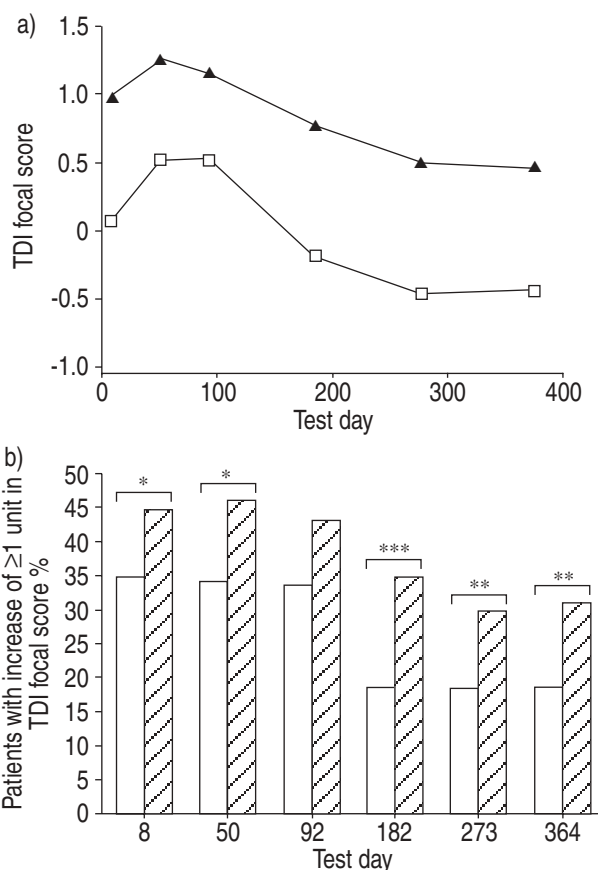 a)
1.5
1.0
0.5
0
-0.5
-1.0
TDI focal score
0 100 200 300 400
Test day
b)
50
45
40
35
30
25
20
15
10
5
0
Patients with increase of ≥1 unit in
TDI focal score %
* * *** ** **
8 50 92 182 273 364
Test day